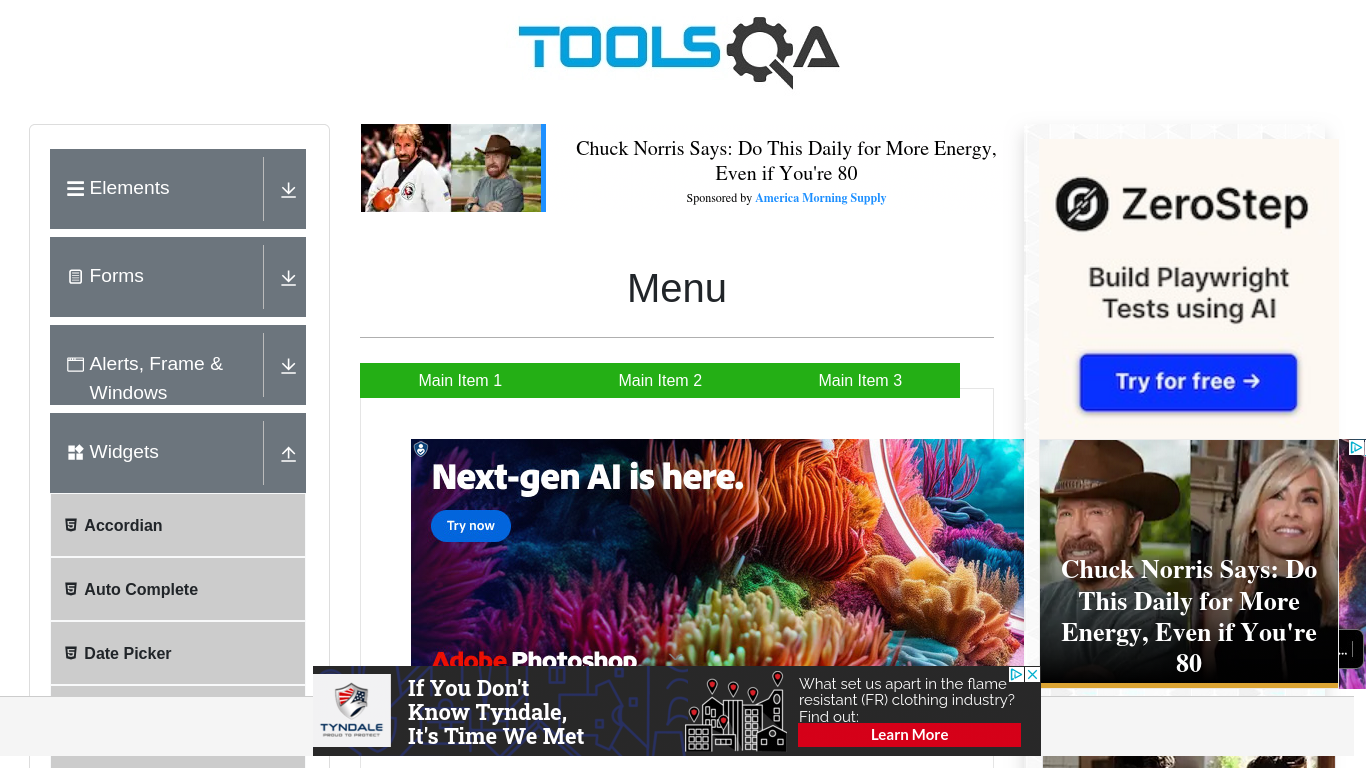 TOOLSQA
Elements
Forms
Alerts, Frame &
Windows
Widgets
Accordian
Auto Complete
Date Picker
Chuck Norris Says: Do This Daily for More Energy,
Even if You're 80
Sponsored by America Morning Supply
Menu
Main Item 1
Main Item 2
Main Item 3
Next-gen AI is here.
Try now
Adobe Photoshop
ZeroStep
Build Playwright
Tests using AI
Try for free →
Chuck Norris Says: Do
This Daily for More
Energy, Even if You're
80
...
TYNDALE
PROUD TO PROTECT
If You Don't
Know Tyndale,
It's Time We Met
What set us apart in the flame
resistant (FR) clothing industry?
Find out:
Learn More